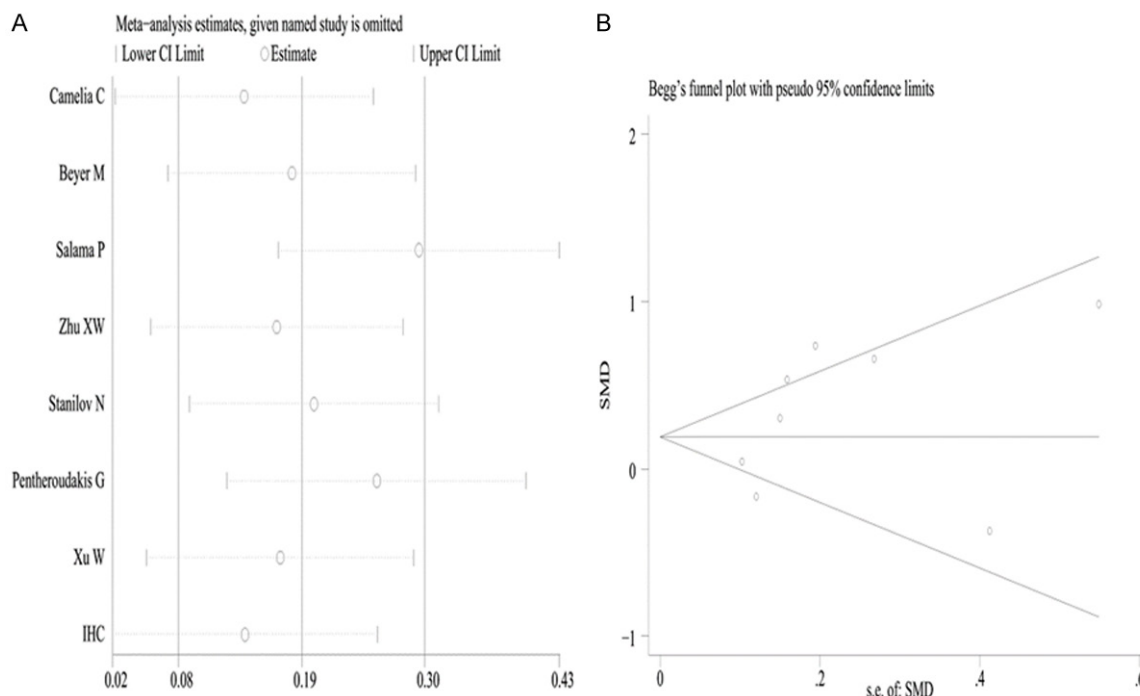 A
Meta-analysis estimates, given named study is omitted
Lower CI Limit Estimate Upper CI Limit
Camelia C
Beyer M
Salama P
Zhu XW
Stanilov N
Pentheroudakis G
Xu W
IHC
0.02 0.08 0.19 0.30 0.43
B
Begg's funnel plot with pseudo 95% confidence limits
SMD
2
1
0
-1
0 .2 .4
s.e. of: SMD